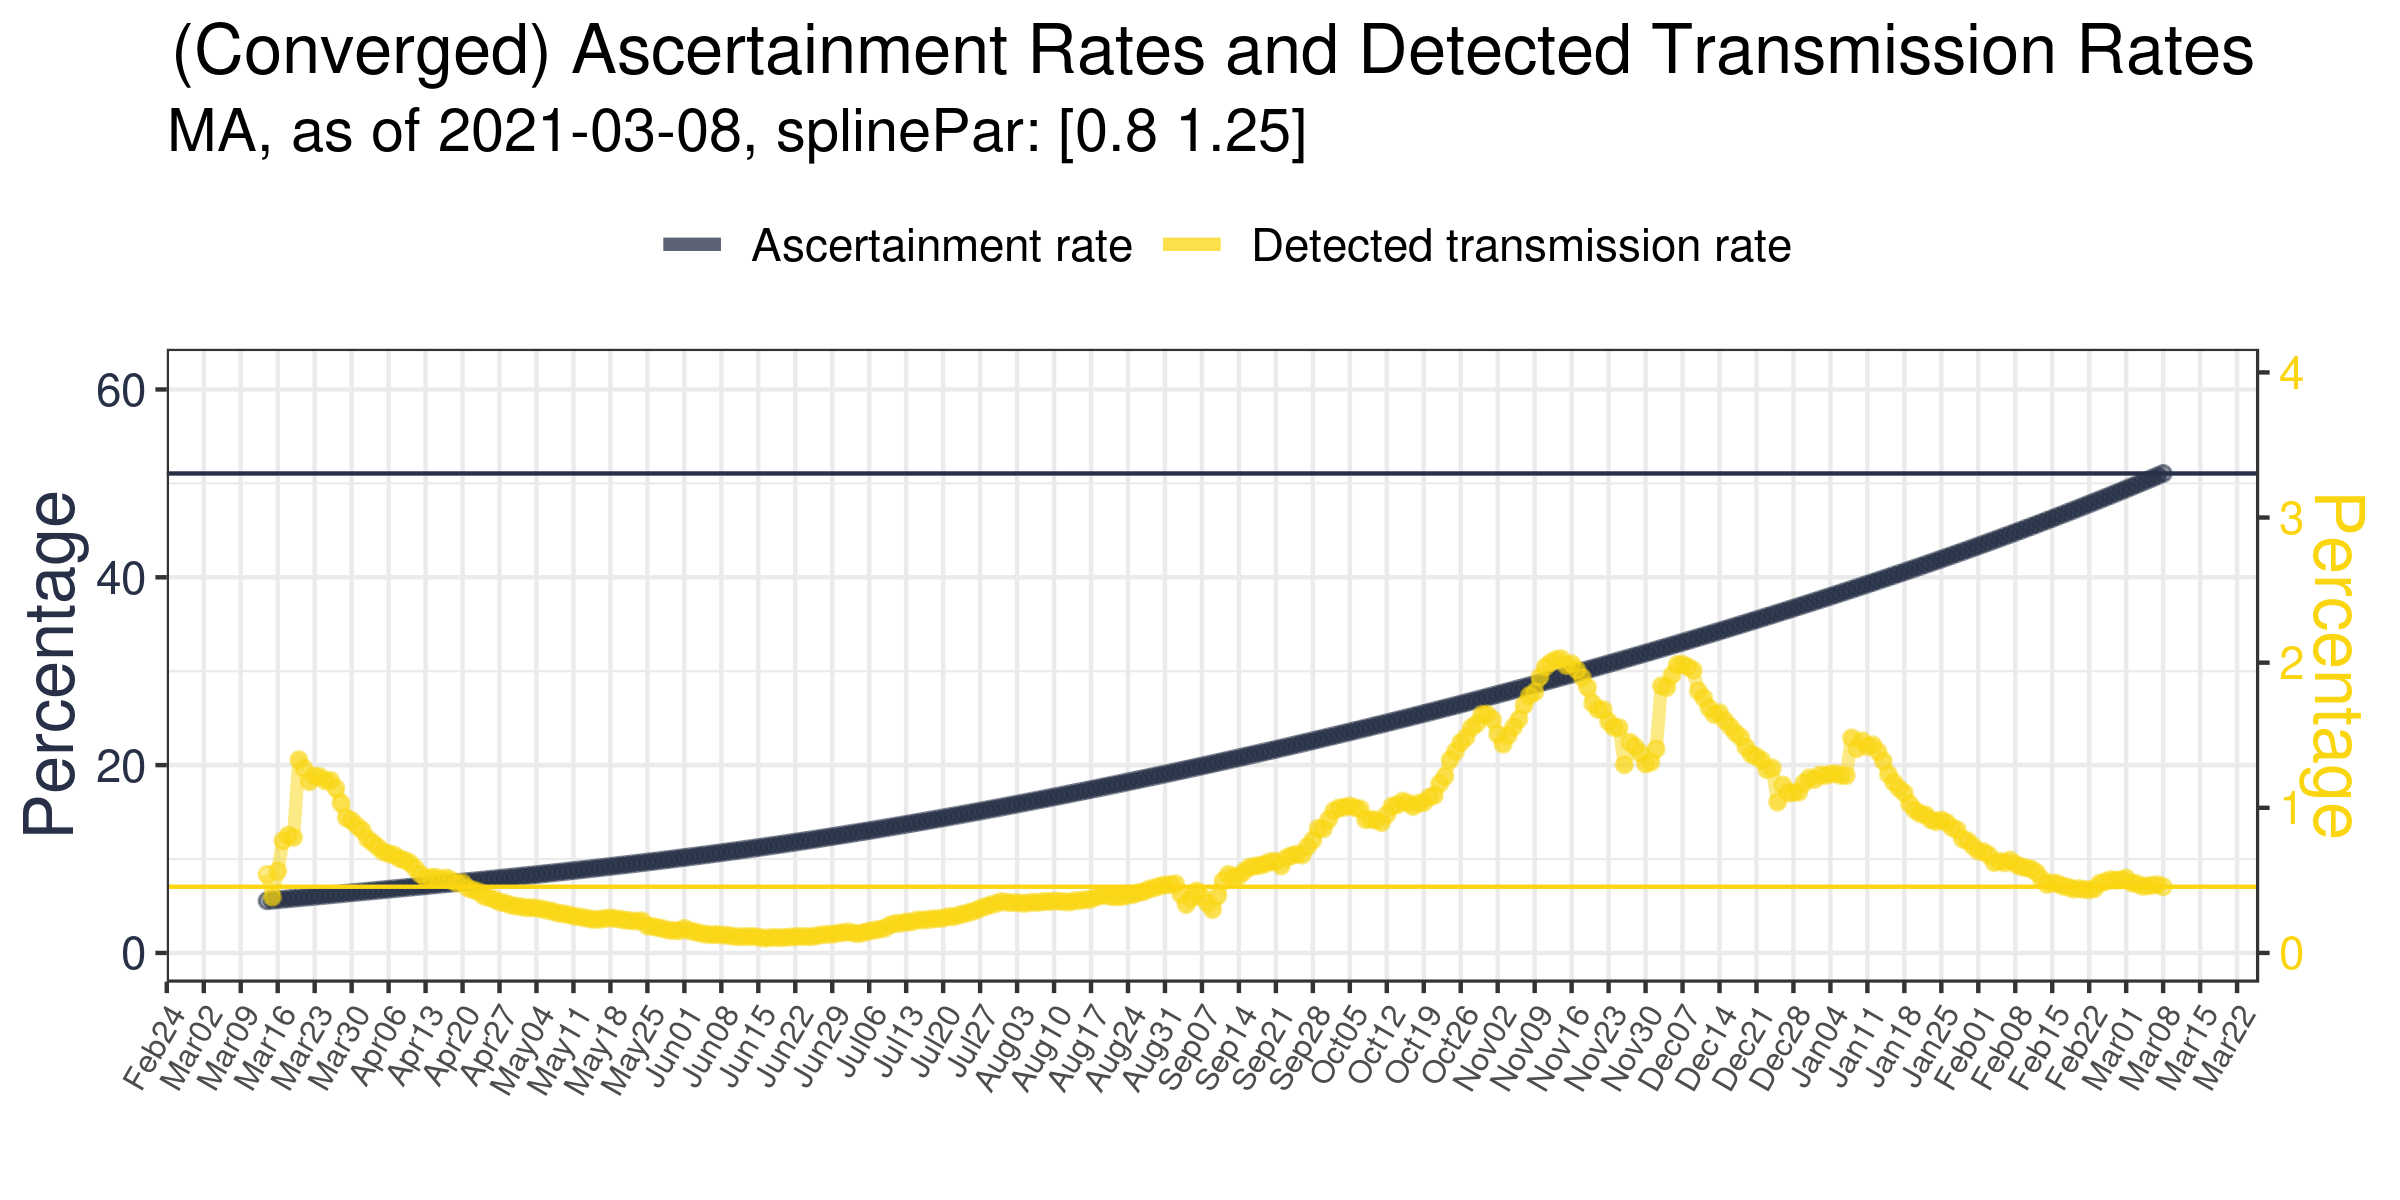 (Converged) Ascertainment Rates and Detected Transmission Rates
MA, as of 2021-03-08, splinePar: [0.8 1.25]
Ascertainment rate
Detected transmission rate
Percentage
60
40
20
0
4
3
2
1
0
Percentage
Feb24
Mar02
Mar09
Mar16
Mar23
Mar30
Apr06
Apr13
Apr20
Apr27
May04
May11
May18
May25
Jun01
Jun08
Jun15
Jun22
Jun29
Jul06
Jul13
Jul20
Jul27
Aug03
Aug10
Aug17
Aug24
Aug31
Sep07
Sep14
Sep21
Sep28
Oct05
Oct12
Oct19
Oct26
Nov02
Nov09
Nov16
Nov23
Nov30
Dec07
Dec14
Dec21
Dec28
Jan04
Jan11
Jan18
Jan25
Feb01
Feb08
Feb15
Feb22
Mar01
Mar08
Mar15
Mar22